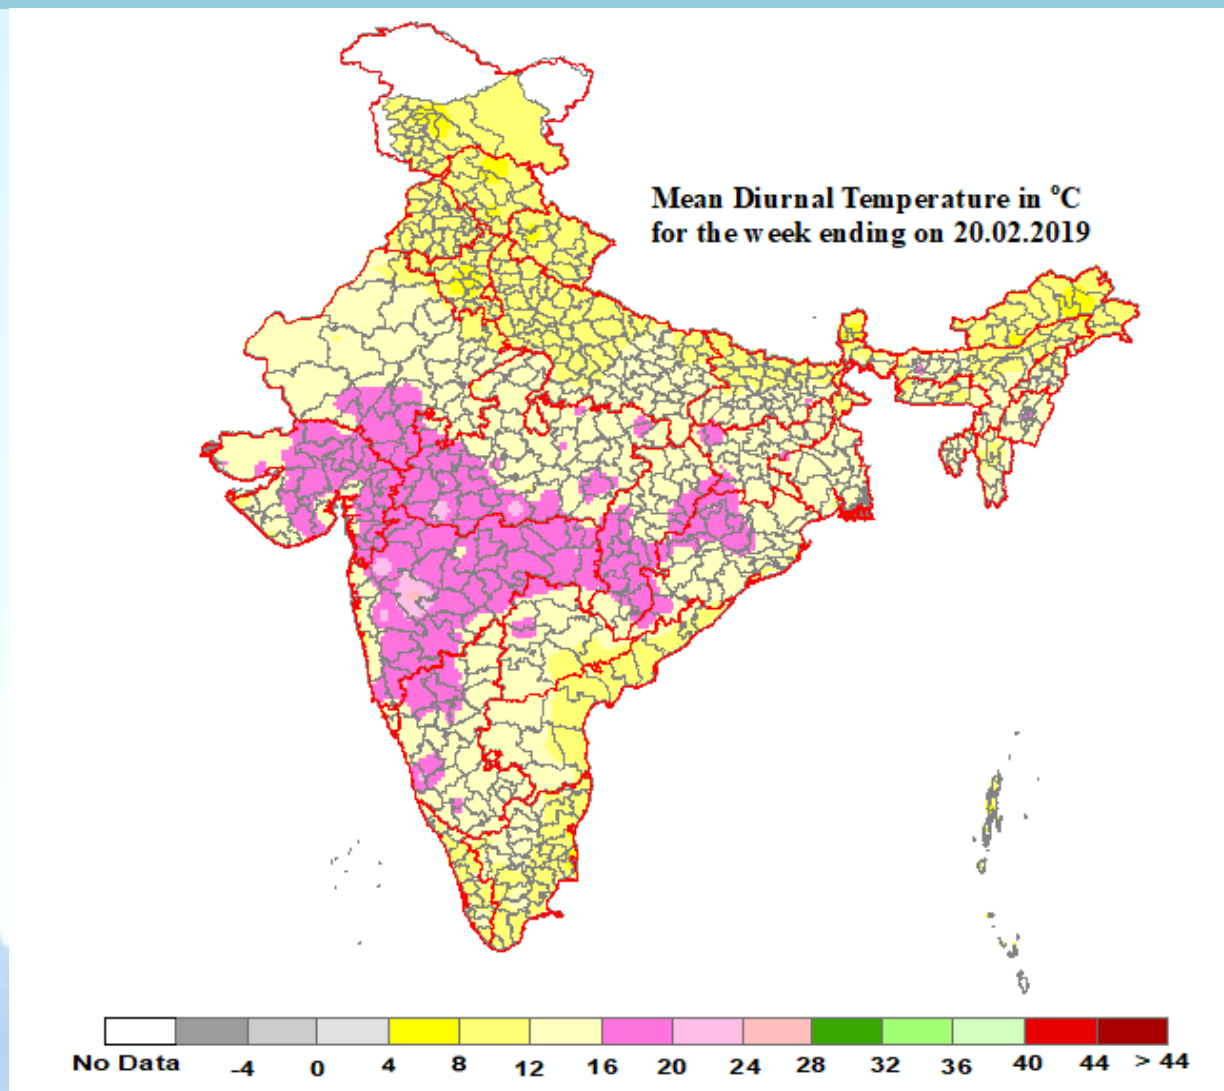 Mean Diurnal Temperature in °C
for the week ending on 20.02.2019
No Data -4 0 4 8 12 16 20 24 28 32 36 40 44 > 44